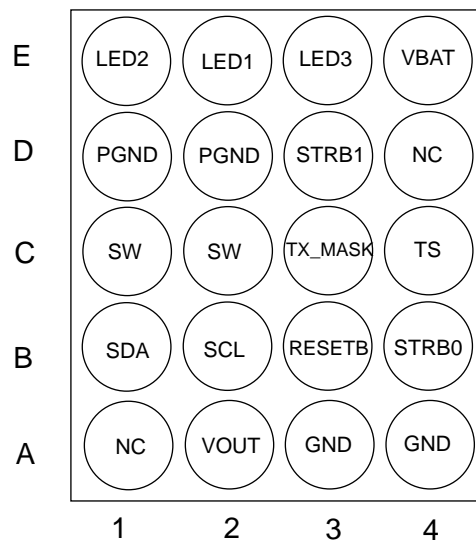 E LED2 LED1 LED3 VBAT
D PGND PGND STRB1 NC
C SW SW TX_MASK TS
B SDA SCL RESETB STRB0
A NC VOUT GND GND
1 2 3 4